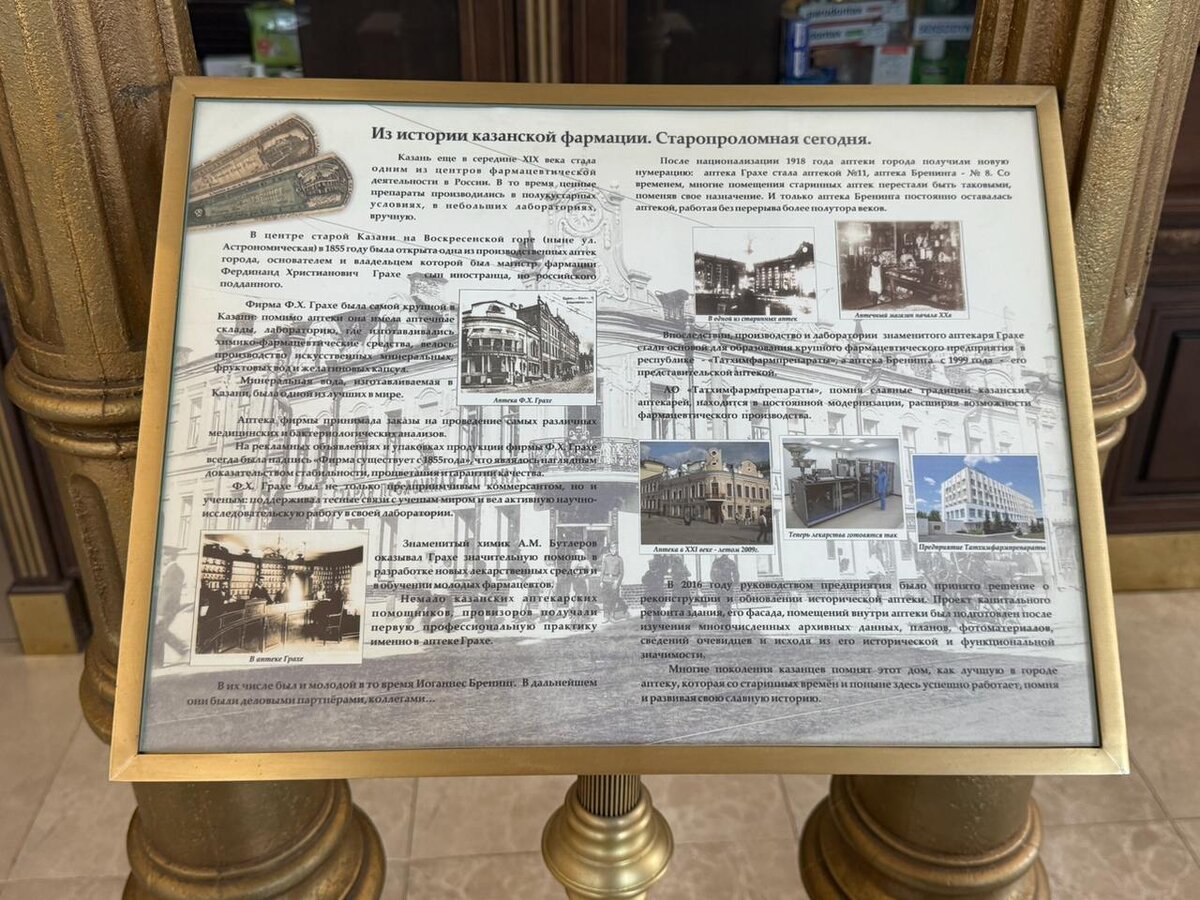 parodontax
Из истории казанской фармации. Старопроломная сегодня.
Казань еще в середине XIX века стала
одним из центров фармацевтической
деятельности в России. В то время ценные
препараты производились в полукустарных
условиях, в небольших лабораториях,
вручную.
В центре старой Казани на Воскресенской горе (ныне ул.
Астрономическая) в 1855 году была открыта одна из производственных аптек
города, основателем и владельцем которой был магистр фармации
Фердинанд Христианович Грахе - сын иностранца, но российского
подданного.
Фирма Ф.Х. Грахе была самой крупной в
Казани: помимо аптеки она имела аптечные
склады, лабораторию, где изготавливались
химико-фармацевтические средства, велось
производство искусственных минеральных,
фруктовых вод и желатиновых капсул.
Минеральная вода, изготавливаемая в
Казани, была одной из лучших в мире.
Аптека Ф.Х. Грахе
Аптека фирмы принимала заказы на проведение самых различных
медицинских и бактериологических анализов.
На рекламных объявлениях и упаковках продукции фирмы Ф.Х. Грахе
всегда была надпись «Фирма существует с 1855 года», что являлось наглядным
доказательством стабильности, процветания и гарантии качества.
Ф.Х. Грахе был не только предприимчивым коммерсантом, но и
ученым: поддерживал тесные связи с ученым миром и вел активную научно-
исследовательскую работу в своей лаборатории.
Знаменитый химик А.М. Бутлеров
оказывал Грахе значительную помощь в
разработке новых лекарственных средств и
в обучении молодых фармацевтов.
Немало казанских аптекарских
помощников, провизоров получали
первую профессиональную практику
именно в аптеке Грахе.
В аптеке Грахе
В их числе был и молодой в то время Иоганнес Бренинг. В дальнейшем
они были деловыми партнёрами, коллегами…
После национализации 1918 года аптеки города получили новую
нумерацию: аптека Грахе стала аптекой №11, аптека Бренинга - № 8. Со
временем, многие помещения старинных аптек перестали быть таковыми,
поменяв свое назначение. И только аптека Бренинга постоянно оставалась
аптекой, работая без перерыва более полутора веков.
В одной из старинных аптек
Аптечный магазин начала XXв
Впоследствии, производство и лаборатории знаменитого аптекаря Грахе
стали основой для образования крупного фармацевтического предприятия в
республике - «Татхимфармпрепараты», а аптека Бренинга с 1999 года - его
представительской аптекой.
АО «Татхимфармпрепараты», помня славные традиции казанских
аптекарей, находится в постоянной модернизации, расширяя возможности
фармацевтического производства.
Аптека в XXI веке - летом 2009г.
Теперь лекарства готовятся так
Предприятие Татхимфармпрепараты
В 2016 году руководством предприятия было принято решение о
реконструкции и обновлении исторической аптеки. Проект капитального
ремонта здания, его фасада, помещений внутри аптеки был подготовлен после
изучения многочисленных архивных данных, планов, фотоматериалов,
сведений очевидцев и исходя из его исторической и функциональной
значимости.
Многие поколения казанцев помнят этот дом, как лучшую в городе
аптеку, которая со старинных времён и поныне здесь успешно работает, помня
и развивая свою славную историю.